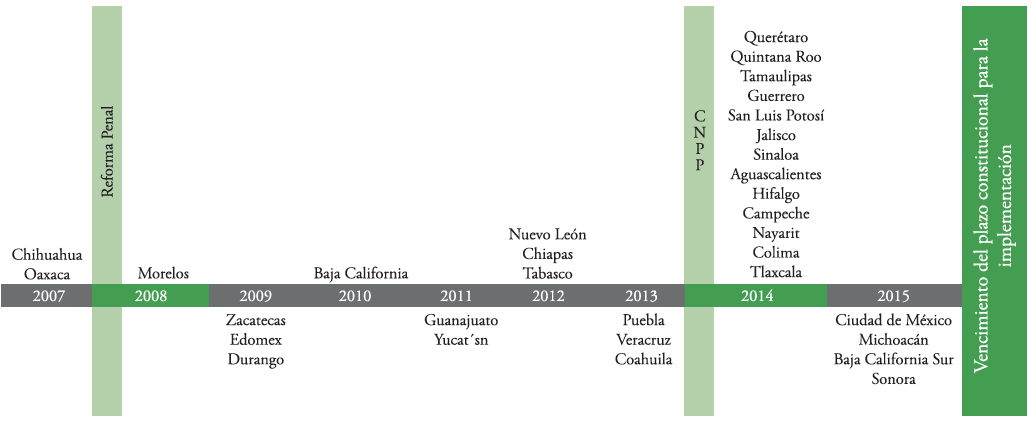 Chihuahua
Oaxaca
2007
Reforma Penal
Morelos
2008
2009
Zacatecas
Edomex
Durango
Baja California
2010
2011
Guanajuato
Yucat´sn
Nuevo León
Chiapas
Tabasco
2012
2013
Puebla
Veracruz
Coahuila
CNPP
Querétaro
Quintana Roo
Tamaulipas
Guerrero
San Luis Potosí
Jalisco
Sinaloa
Aguascalientes
Hifalgo
Campeche
Nayarit
Colima
Tlaxcala
2014
2015
Ciudad de México
Michoacán
Baja California Sur
Sonora
Vencimiento del plazo constitucional para la
implementación